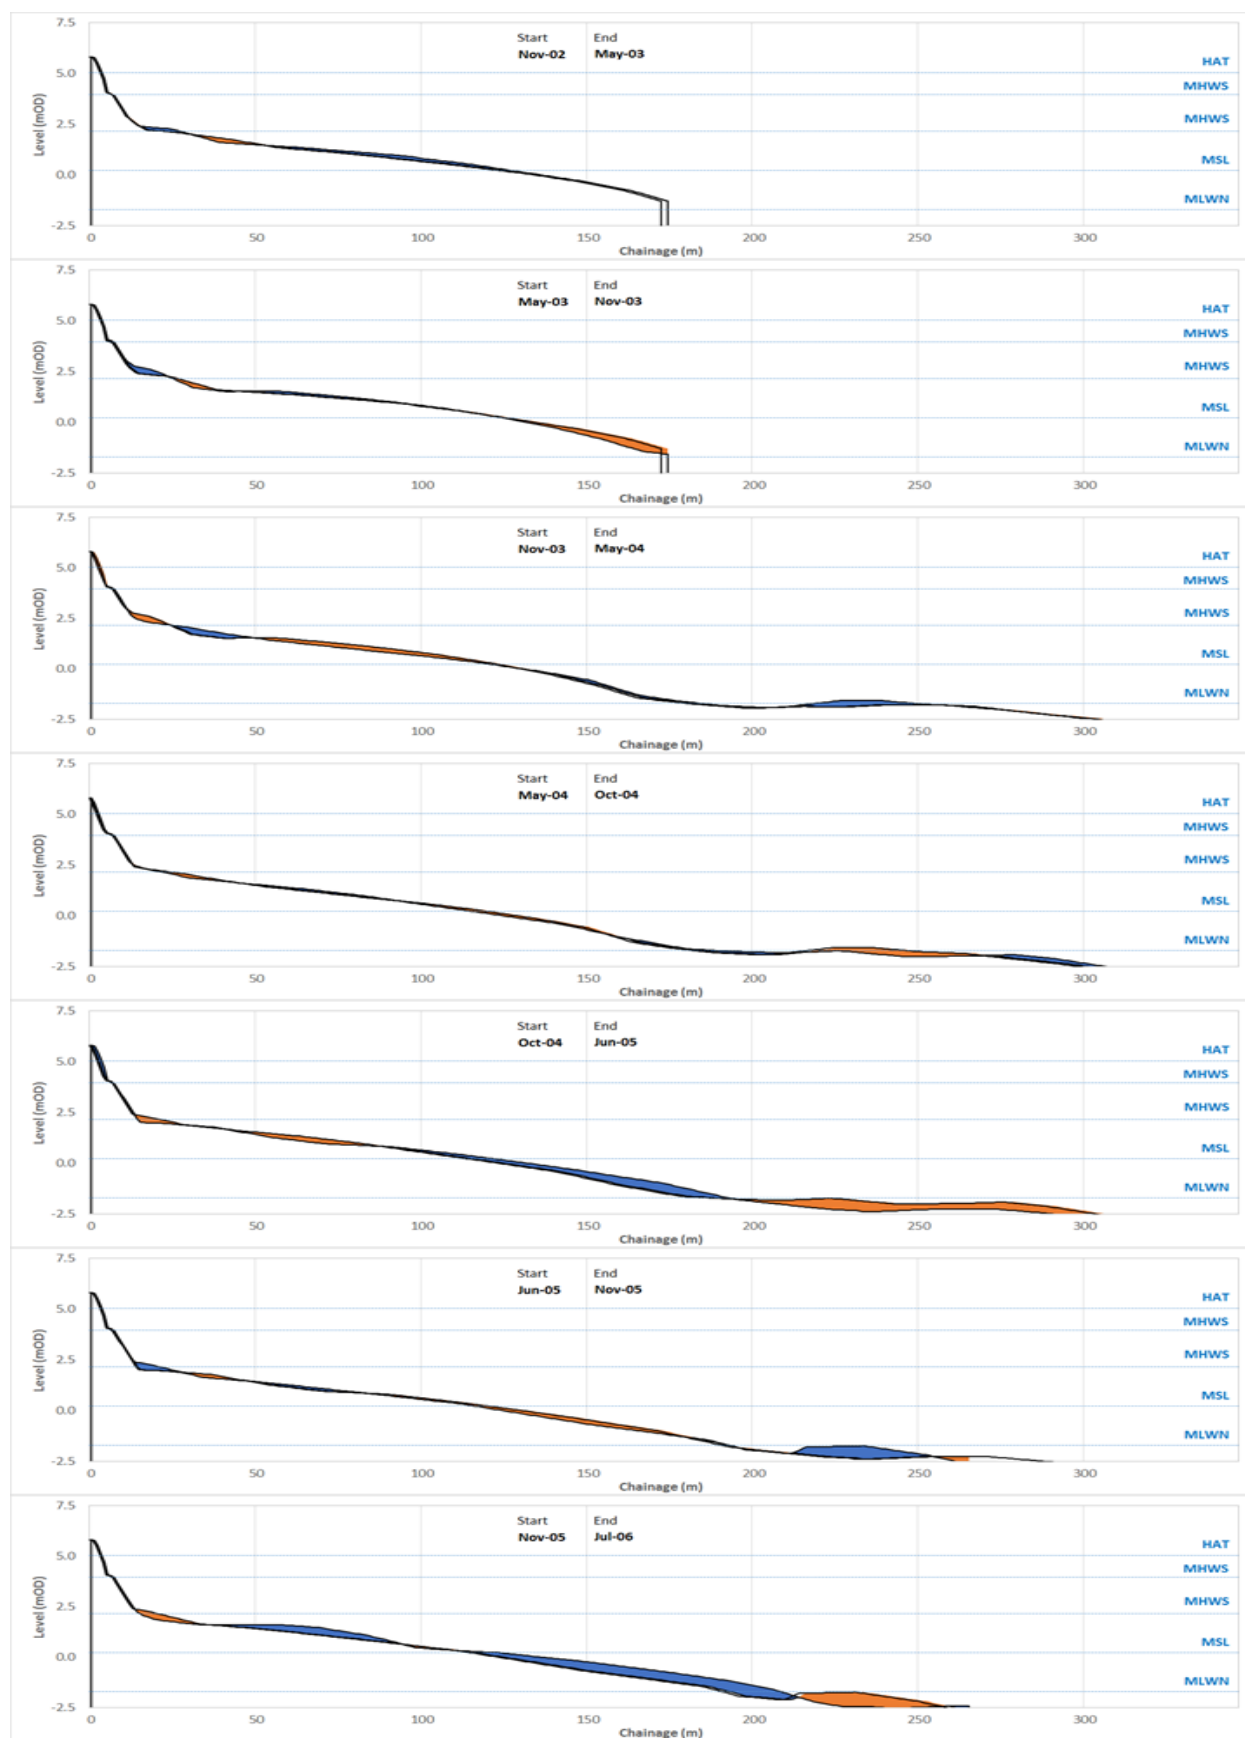 7.5
Start End
Nov-02 May-03
HAT
5.0
MHWS
Level (mOD)
2.5
MHWS
MSL
0.0
MLWN
-2.5
0 50 100 150 200 250 300
Chainage (m)
7.5
Start End
May-03 Nov-03
HAT
5.0
MHWS
Level (mOD)
2.5
MHWS
MSL
0.0
MLWN
-2.5
0 50 100 150 200 250 300
Chainage (m)
7.5
Start End
Nov-03 May-04
HAT
5.0
MHWS
Level (mOD)
2.5
MHWS
MSL
0.0
MLWN
-2.5
0 50 100 150 200 250 300
Chainage (m)
7.5
Start End
May-04 Oct-04
HAT
5.0
MHWS
Level (mOD)
2.5
MHWS
MSL
0.0
MLWN
-2.5
0 50 100 150 200 250 300
Chainage (m)
7.5
Start End
Oct-04 Jun-05
HAT
5.0
MHWS
Level (mOD)
2.5
MHWS
MSL
0.0
MLWN
-2.5
0 50 100 150 200 250 300
Chainage (m)
7.5
Start End
Jun-05 Nov-05
HAT
5.0
MHWS
Level (mOD)
2.5
MHWS
MSL
0.0
MLWN
-2.5
0 50 100 150 200 250 300
Chainage (m)
7.5
Start End
Nov-05 Jul-06
HAT
5.0
MHWS
Level (mOD)
2.5
MHWS
MSL
0.0
MLWN
-2.5
0 50 100 150 200 250 300
Chainage (m)